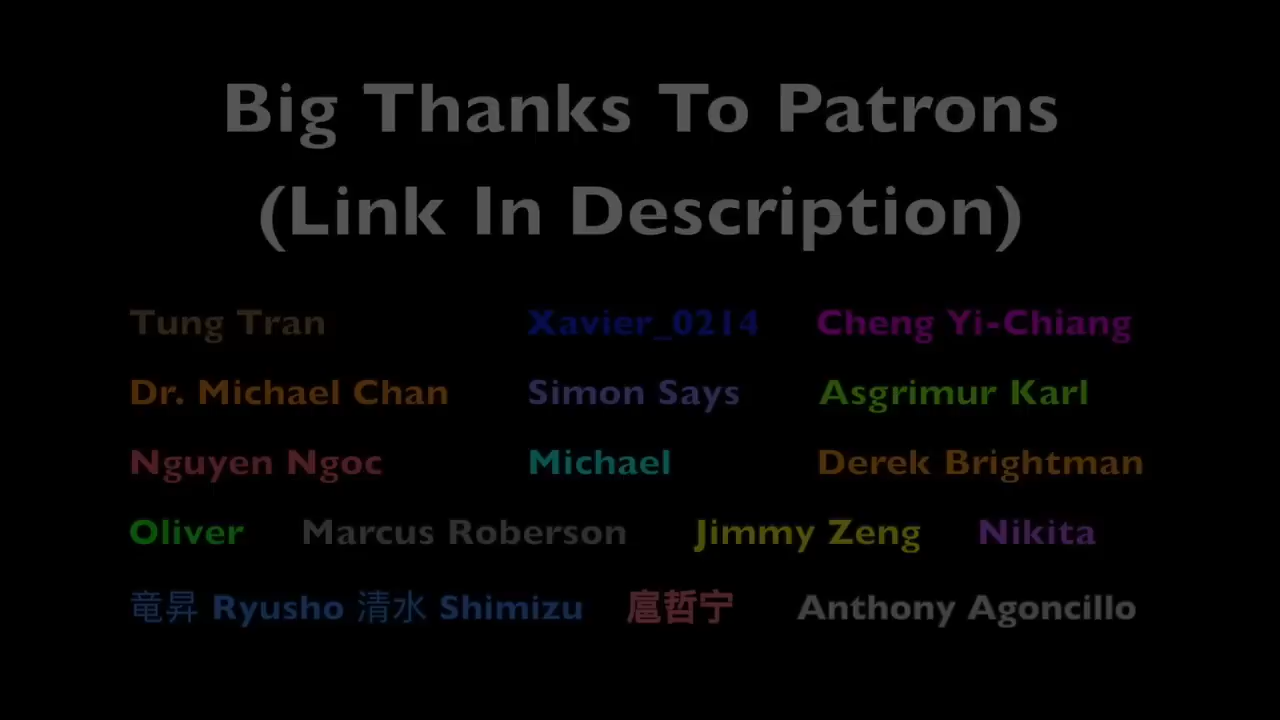 Big Thanks To Patrons
(Link In Description)
Tung Tran Xavier_0214 Cheng Yi-Chiang
Dr. Michael Chan Simon Says Asgrimur Karl
Nguyen Ngoc Michael Derek Brightman
Oliver Marcus Roberson Jimmy Zeng Nikita
竜昇 Ryusho 清水 Shimizu 扈哲宁 Anthony Agoncillo